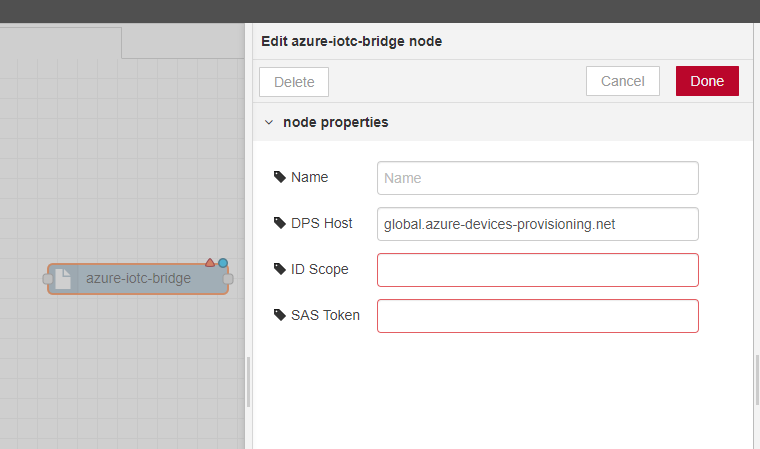 Edit azure-iotc-bridge node
Delete
Cancel
Done
node properties
Name
Name
DPS Host
global.azure-devices-provisioning.net
ID Scope
SAS Token
azure-iotc-bridge